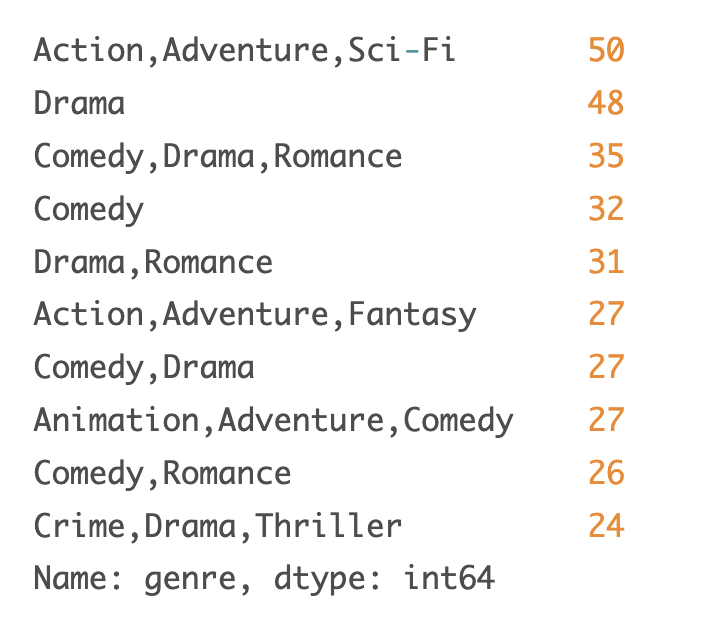 Action,Adventure,Sci-Fi 50
Drama 48
Comedy,Drama,Romance 35
Comedy 32
Drama,Romance 31
Action,Adventure,Fantasy 27
Comedy,Drama 27
Animation,Adventure,Comedy 27
Comedy,Romance 26
Crime,Drama,Thriller 24
Name: genre, dtype: int64